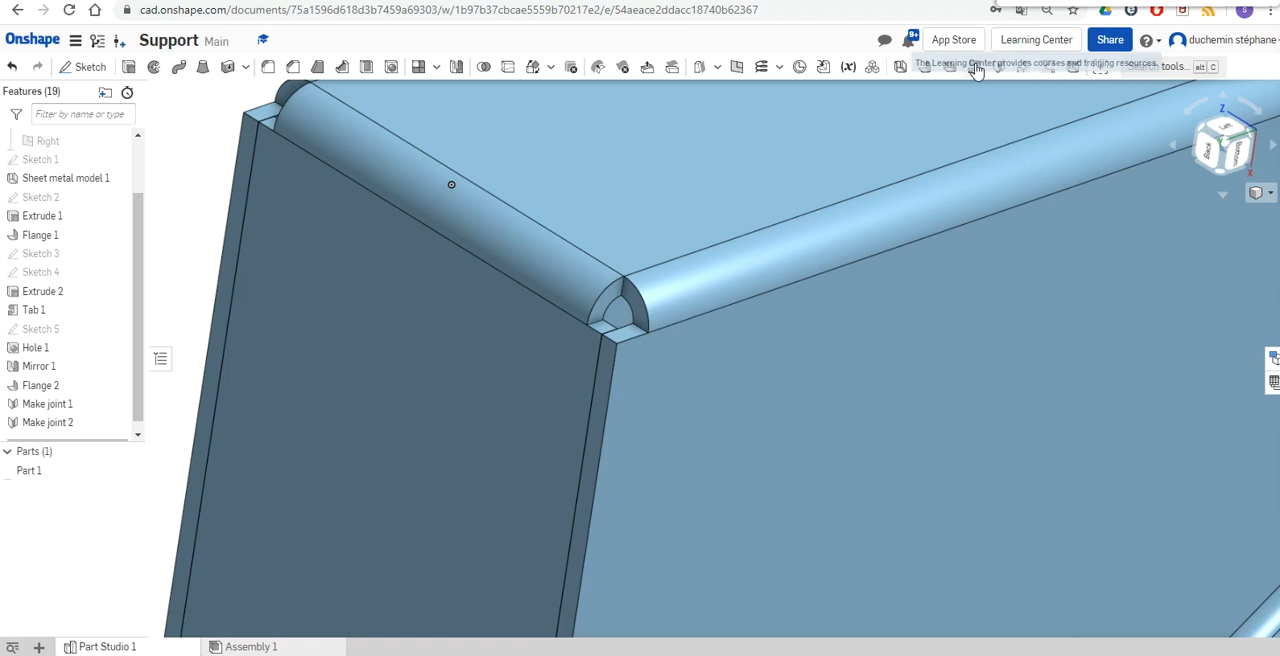 cad.onshape.com/documents/75a1596d618d3b7459a69303/w/1b97b37cbcae5559b70217e2/e/54aeace2ddacc18740b62367
Onshape Support Main 9+ App Store Learning Center Share duchemin stéphane
Sketch (x) tools... alt C
The Learning Center provides courses and training resources.
Features (19)
Filter by name or type
Right
Sketch 1
Sheet metal model 1
Sketch 2
Extrude 1
Flange 1
Sketch 3
Sketch 4
Extrude 2
Tab 1
Sketch 5
Hole 1
Mirror 1
Flange 2
Make joint 1
Make joint 2
Parts (1)
Part 1
Z
Back
Bottom
X
Part Studio 1 Assembly 1